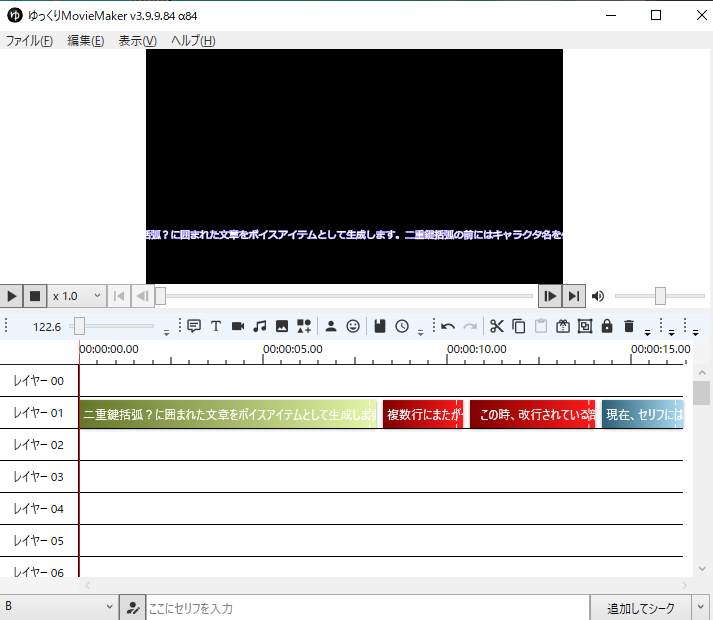 ゆ ゆっくりMovieMaker v3.9.9.84 α84
ファイル(F) 編集(E) 表示(V) ヘルプ(H)
括弧？に囲まれた文章をボイスアイテムとして生成します。二重鍵括弧の前にはキャラクタ名を
x 1.0
122.6
00:00:00.00 00:00:05.00 00:00:10.00 00:00:15.00
レイヤー 00
レイヤー 01 二重鍵括弧？に囲まれた文章をボイスアイテムとして生成します 複数行にまたが この時、改行されている 現在、セリフには
レイヤー 02
レイヤー 03
レイヤー 04
レイヤー 05
レイヤー 06
B ここにセリフを入力 追加してシーク